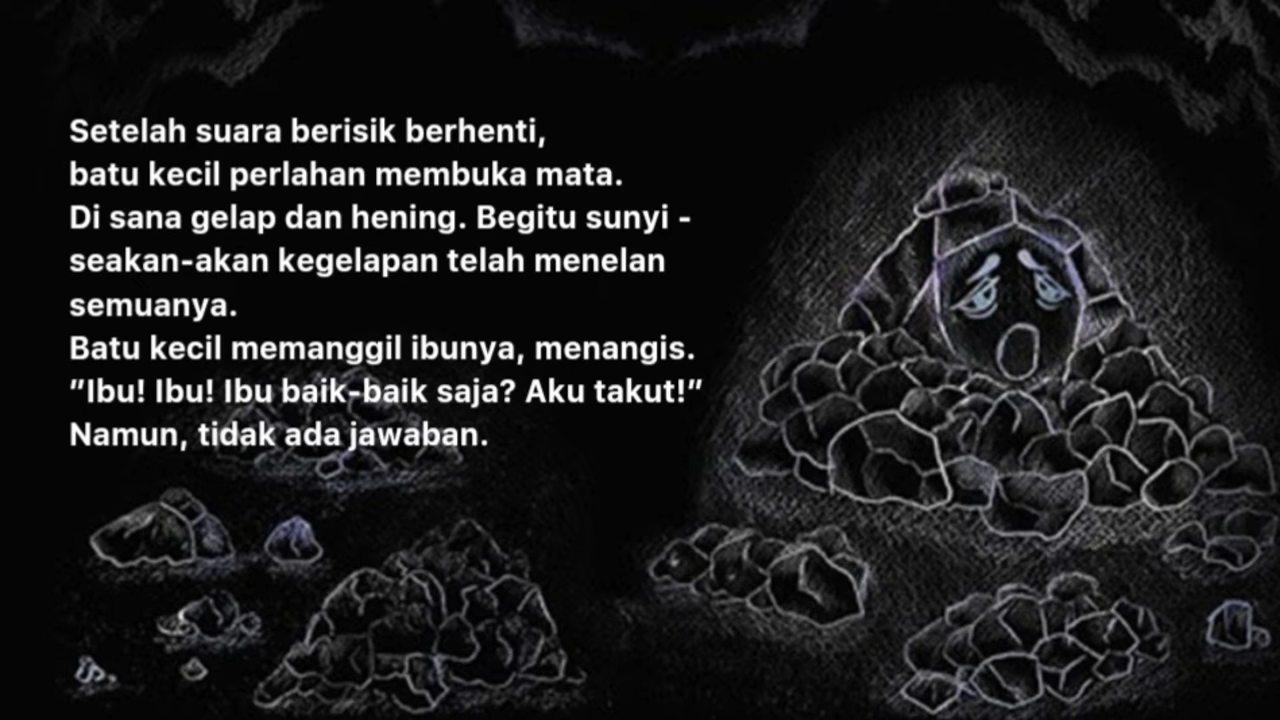 Setelah suara berisik berhenti,
batu kecil perlahan membuka mata.
Di sana gelap dan hening. Begitu sunyi -
seakan-akan kegelapan telah menelan
semuanya.
Batu kecil memanggil ibunya, menangis.
”Ibu! Ibu! Ibu baik-baik saja? Aku takut!”
Namun, tidak ada jawaban.